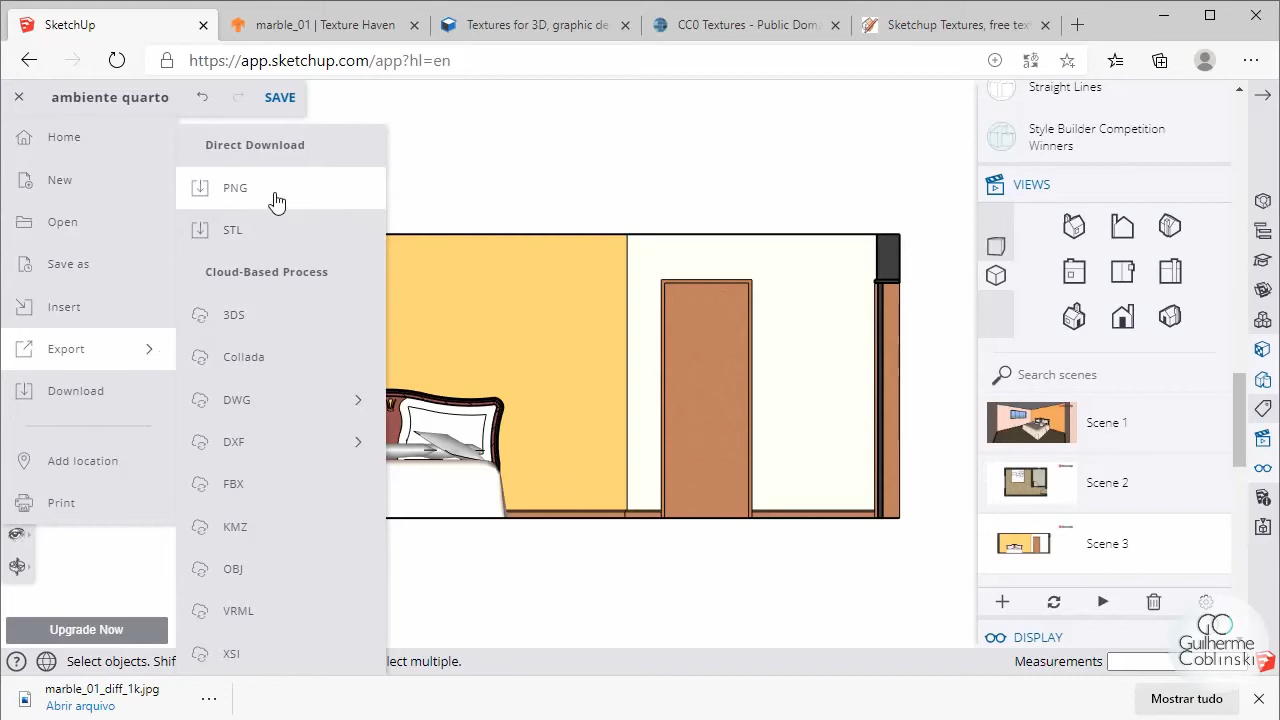 SketchUp
marble_01 | Texture Haven
Textures for 3D, graphic de
CC0 Textures - Public Dom
Sketchup Textures, free tex
https://app.sketchup.com/app?hl=en
ambiente quarto
SAVE
Home
New
Open
Save as
Insert
Export
Download
Add location
Print
Upgrade Now
Direct Download
PNG
STL
Cloud-Based Process
3DS
Collada
DWG
DXF
FBX
KMZ
OBJ
VRML
XSI
Straight Lines
Style Builder Competition
Winners
VIEWS
Search scenes
Scene 1
Scene 2
Scene 3
DISPLAY
GO
Guilherme
Coblinski
Select objects. Shif
lect multiple.
Measurements
marble_01_diff_1k.jpg
Abrir arquivo
Mostrar tudo